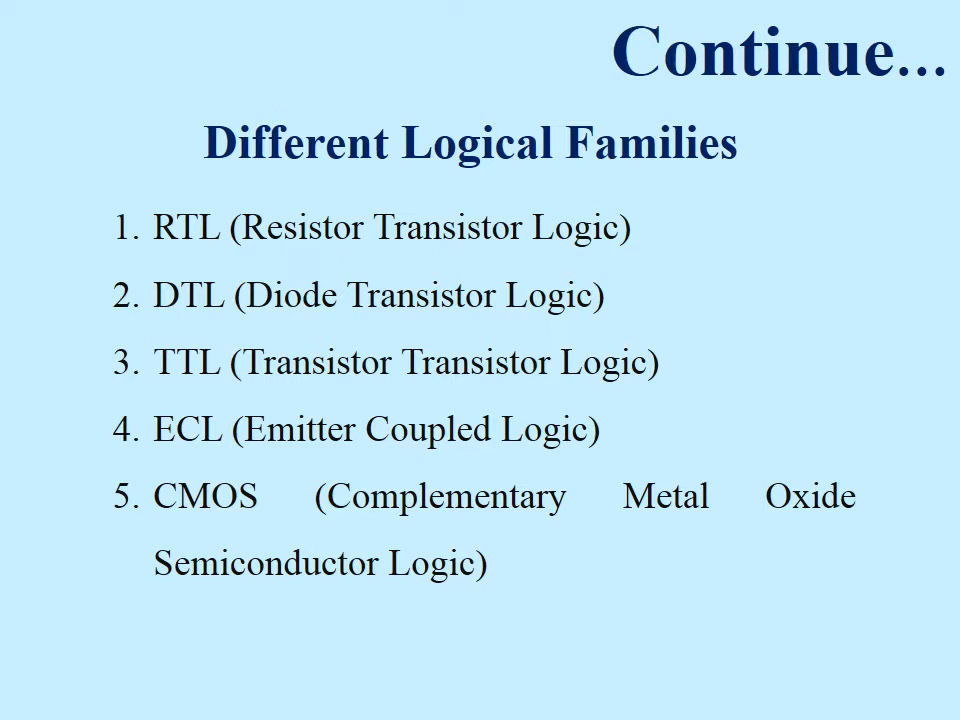 Continue...
Different Logical Families
1. RTL (Resistor Transistor Logic)
2. DTL (Diode Transistor Logic)
3. TTL (Transistor Transistor Logic)
4. ECL (Emitter Coupled Logic)
5. CMOS (Complementary Metal Oxide
Semiconductor Logic)